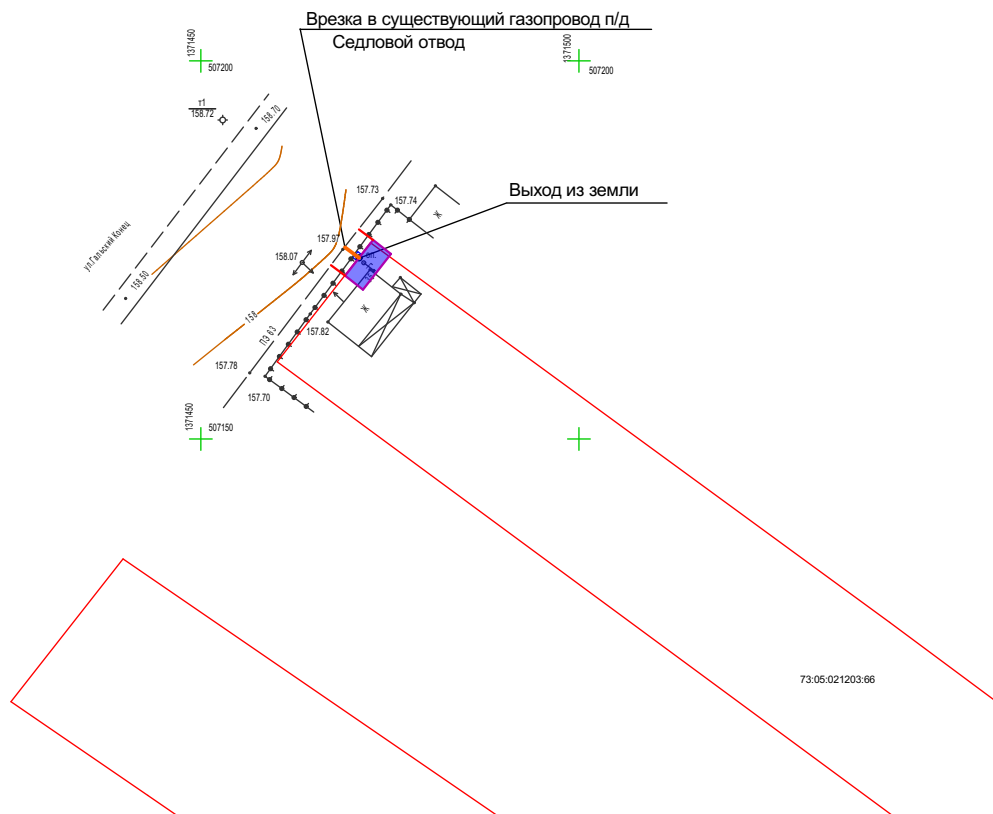 Врезка в существующий газопровод п/д
Седловой отвод
1371450
507200
1371500
507200
т1
158.72
158.70
157.73
157.74
Выход из земли
Ж
ул.Гальский Конец
157.97
158.07
158.50
158
Ж
ПЭ 63
157.82
157.78
157.70
1371450
507150
73:05:021203:66